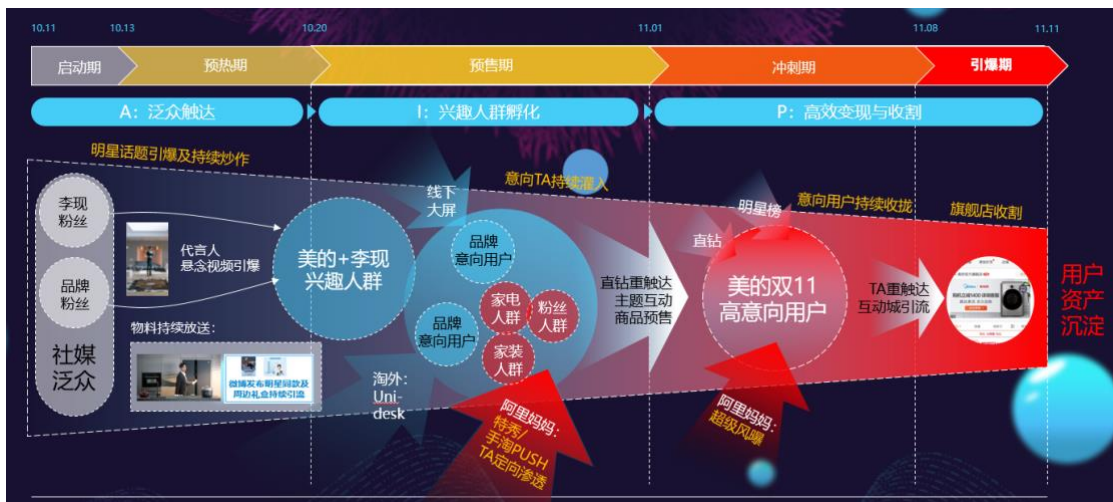 10.11
10.13
10.20
11.01
11.08
11.11
启动期
预热期
预售期
冲刺期
引爆期
A：泛众触达
I：兴趣人群孵化
P：高效变现与收割
明星话题引爆及持续炒作
意向TA持续灌入
意向用户持续收拢
旗舰店收割
李现
粉丝
品牌
粉丝
社媒
泛众
代言人
悬念视频引爆
物料持续放送：
微博发布明星同款及
周边礼盒持续引流
美的+李现
兴趣人群
线下
大屏
淘外：
Uni-
desk
品牌
意向用户
品牌
意向用户
家电
人群
粉丝
人群
家装
人群
阿里妈妈：
特秀/
手淘PUSH
TA定向渗透
直钻重触达
主题互动
商品预售
直钻
明星榜
美的双11
高意向用户
阿里妈妈：
超级风曝
TA重触达
互动城引流
用户
资产
沉淀